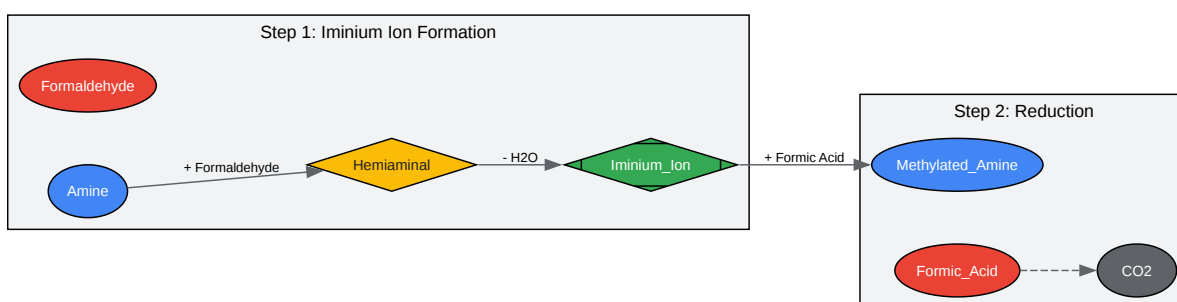 Step 1: Iminium Ion Formation
Formaldehyde
Amine
+ Formaldehyde
Hemiaminal
- H2O
Iminium_Ion
+ Formic Acid
Step 2: Reduction
Methylated_Amine
Formic_Acid
CO2